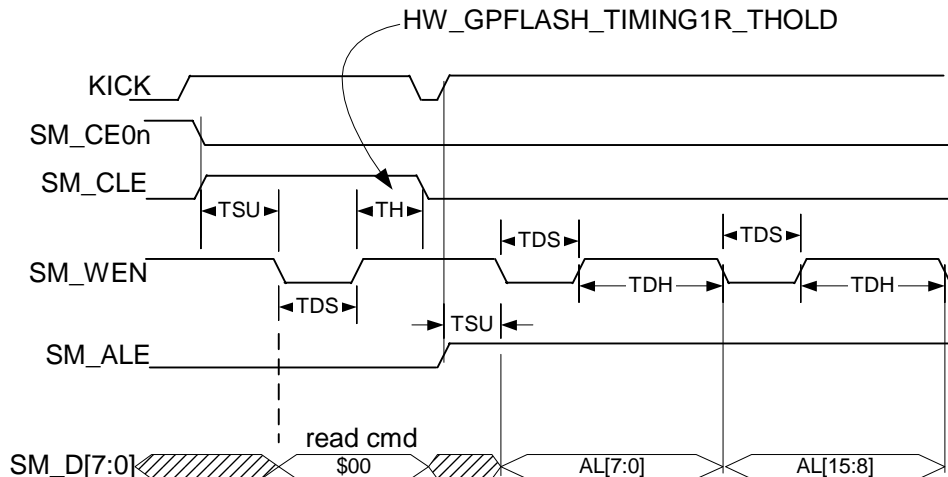 HW_GPFLASH_TIMING1R_THOLD
KICK
SM_CE0n
SM_CLE
TSU TH
TDS TDS
SM_WEN
TDS TDH TDH
TSU
SM_ALE
read cmd
SM_D[7:0] $00 AL[7:0] AL[15:8]